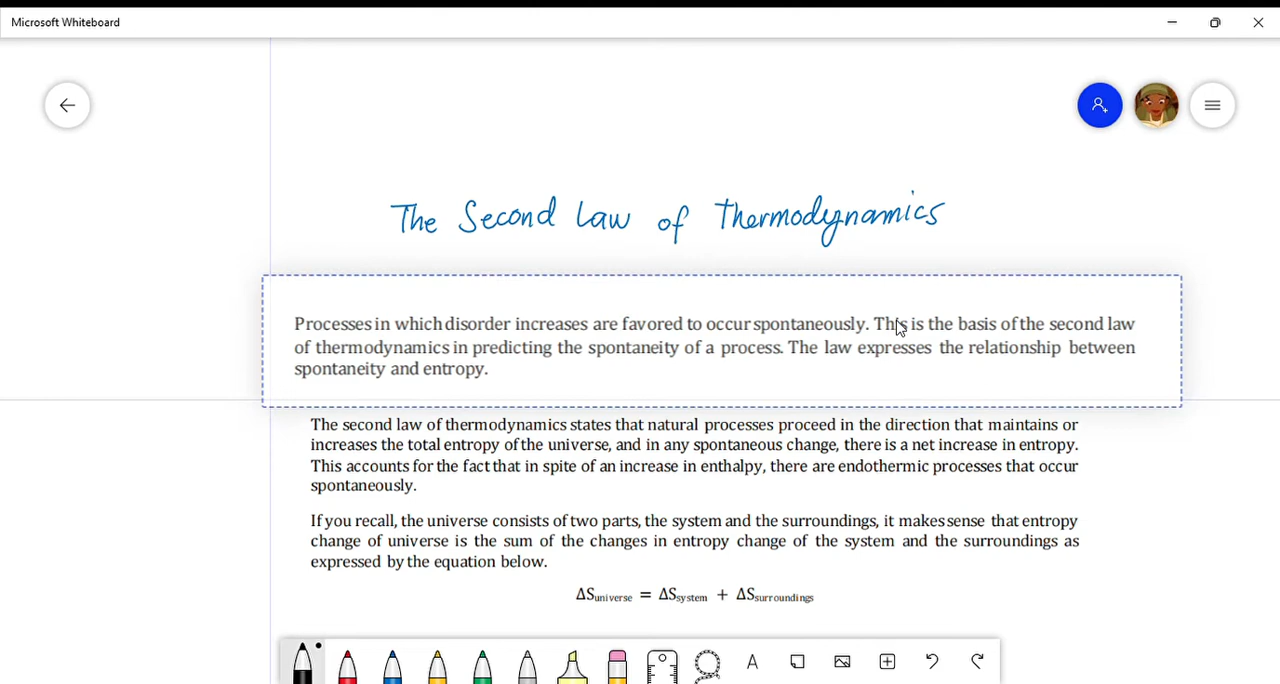 Microsoft Whiteboard
The Second Law of Thermodynamics
Processes in which disorder increases are favored to occur spontaneously. This is the basis of the second law
of thermodynamics in predicting the spontaneity of a process. The law expresses the relationship between
spontaneity and entropy.
The second law of thermodynamics states that natural processes proceed in the direction that maintains or
increases the total entropy of the universe, and in any spontaneous change, there is a net increase in entropy.
This accounts for the fact that in spite of an increase in enthalpy, there are endothermic processes that occur
spontaneously.
If you recall, the universe consists of two parts, the system and the surroundings, it makes sense that entropy
change of universe is the sum of the changes in entropy change of the system and the surroundings as
expressed by the equation below.
ΔSuniverse = ΔSsystem + ΔSsurroundings
A